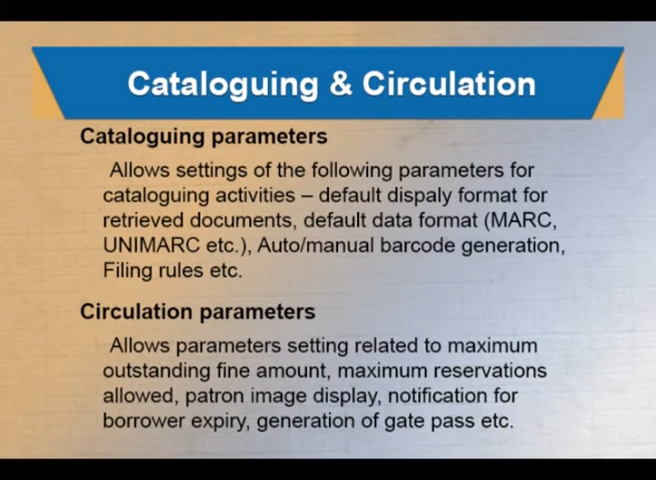 Cataloguing & Circulation
Cataloguing parameters
Allows settings of the following parameters for
cataloguing activities – default dispaly format for
retrieved documents, default data format (MARC,
UNIMARC etc.), Auto/manual barcode generation,
Filing rules etc.
Circulation parameters
Allows parameters setting related to maximum
outstanding fine amount, maximum reservations
allowed, patron image display, notification for
borrower expiry, generation of gate pass etc.